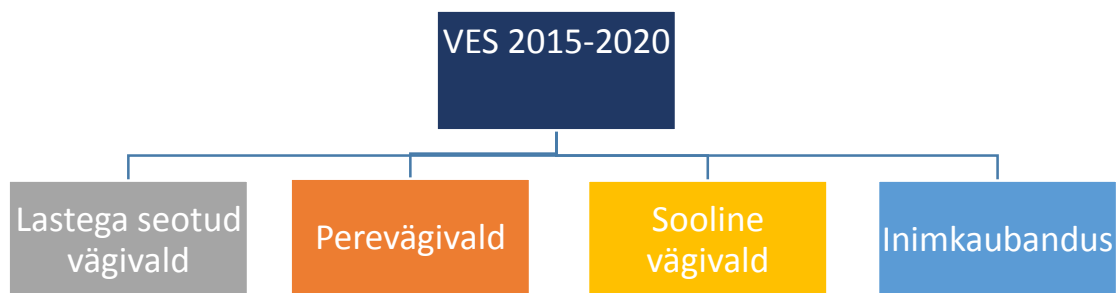 VES 2015-2020
Lastega seotud
vägivald
Perevägivald
Sooline
vägivald
Inimkaubandus